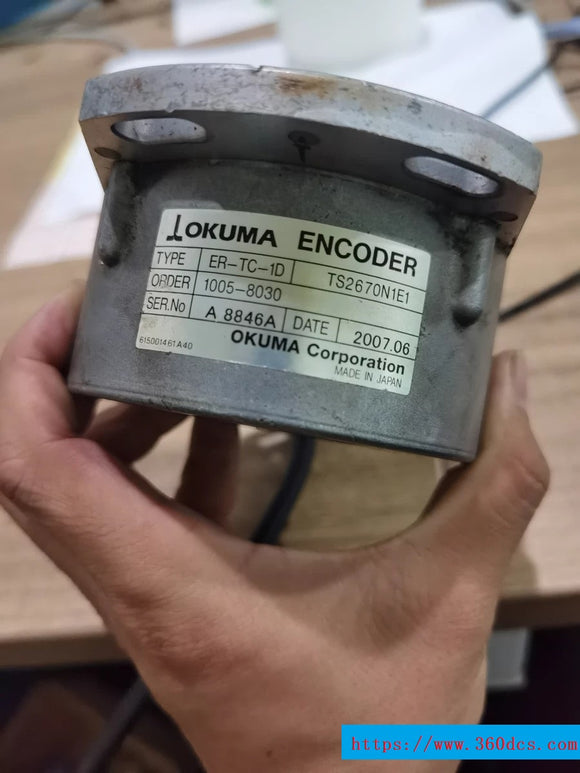 OKUMA ENCODER
TYPE ER-TC-1D TS2670N1E1
ORDER 1005-8030
SER.No A 8846A DATE 2007.06
OKUMA Corporation
615001461A40 MADE IN JAPAN
https://www.360dcs.com